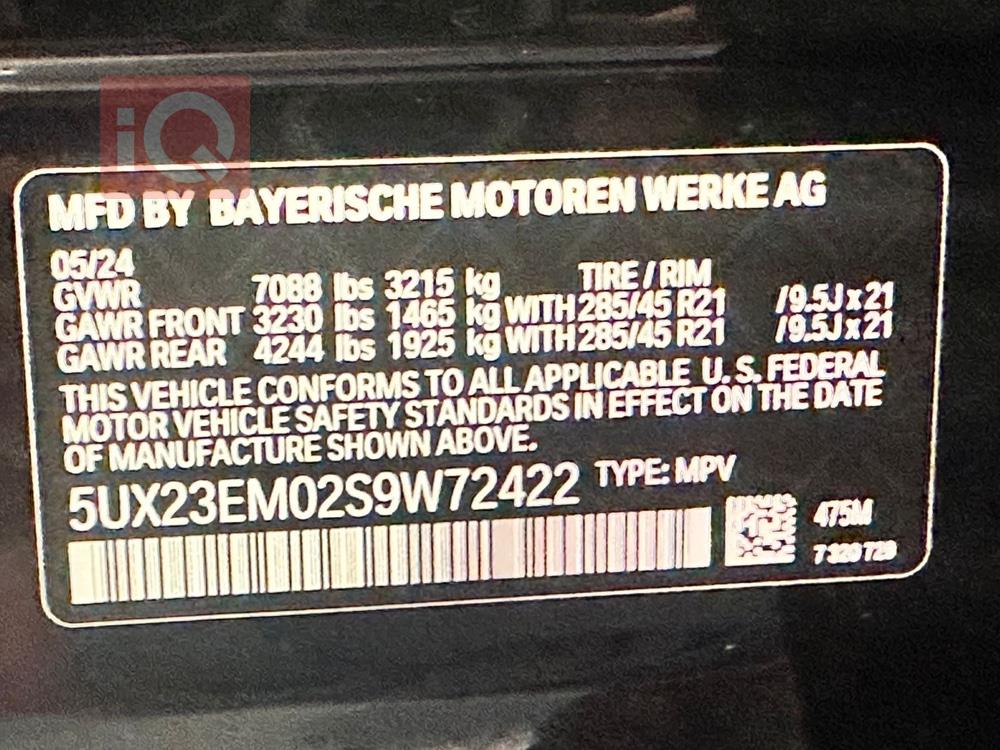 iQ
MFD BY BAYERISCHE MOTOREN WERKE AG
05/24
GVWR 7088 lbs 3215 kg TIRE / RIM
GAWR FRONT 3230 lbs 1465 kg WITH 285/45 R21 /9.5J x 21
GAWR REAR 4244 lbs 1925 kg WITH 285/45 R21 /9.5J x 21
THIS VEHICLE CONFORMS TO ALL APPLICABLE U. S. FEDERAL
MOTOR VEHICLE SAFETY STANDARDS IN EFFECT ON THE DATE
OF MANUFACTURE SHOWN ABOVE.
5UX23EM02S9W72422 TYPE: MPV
475M